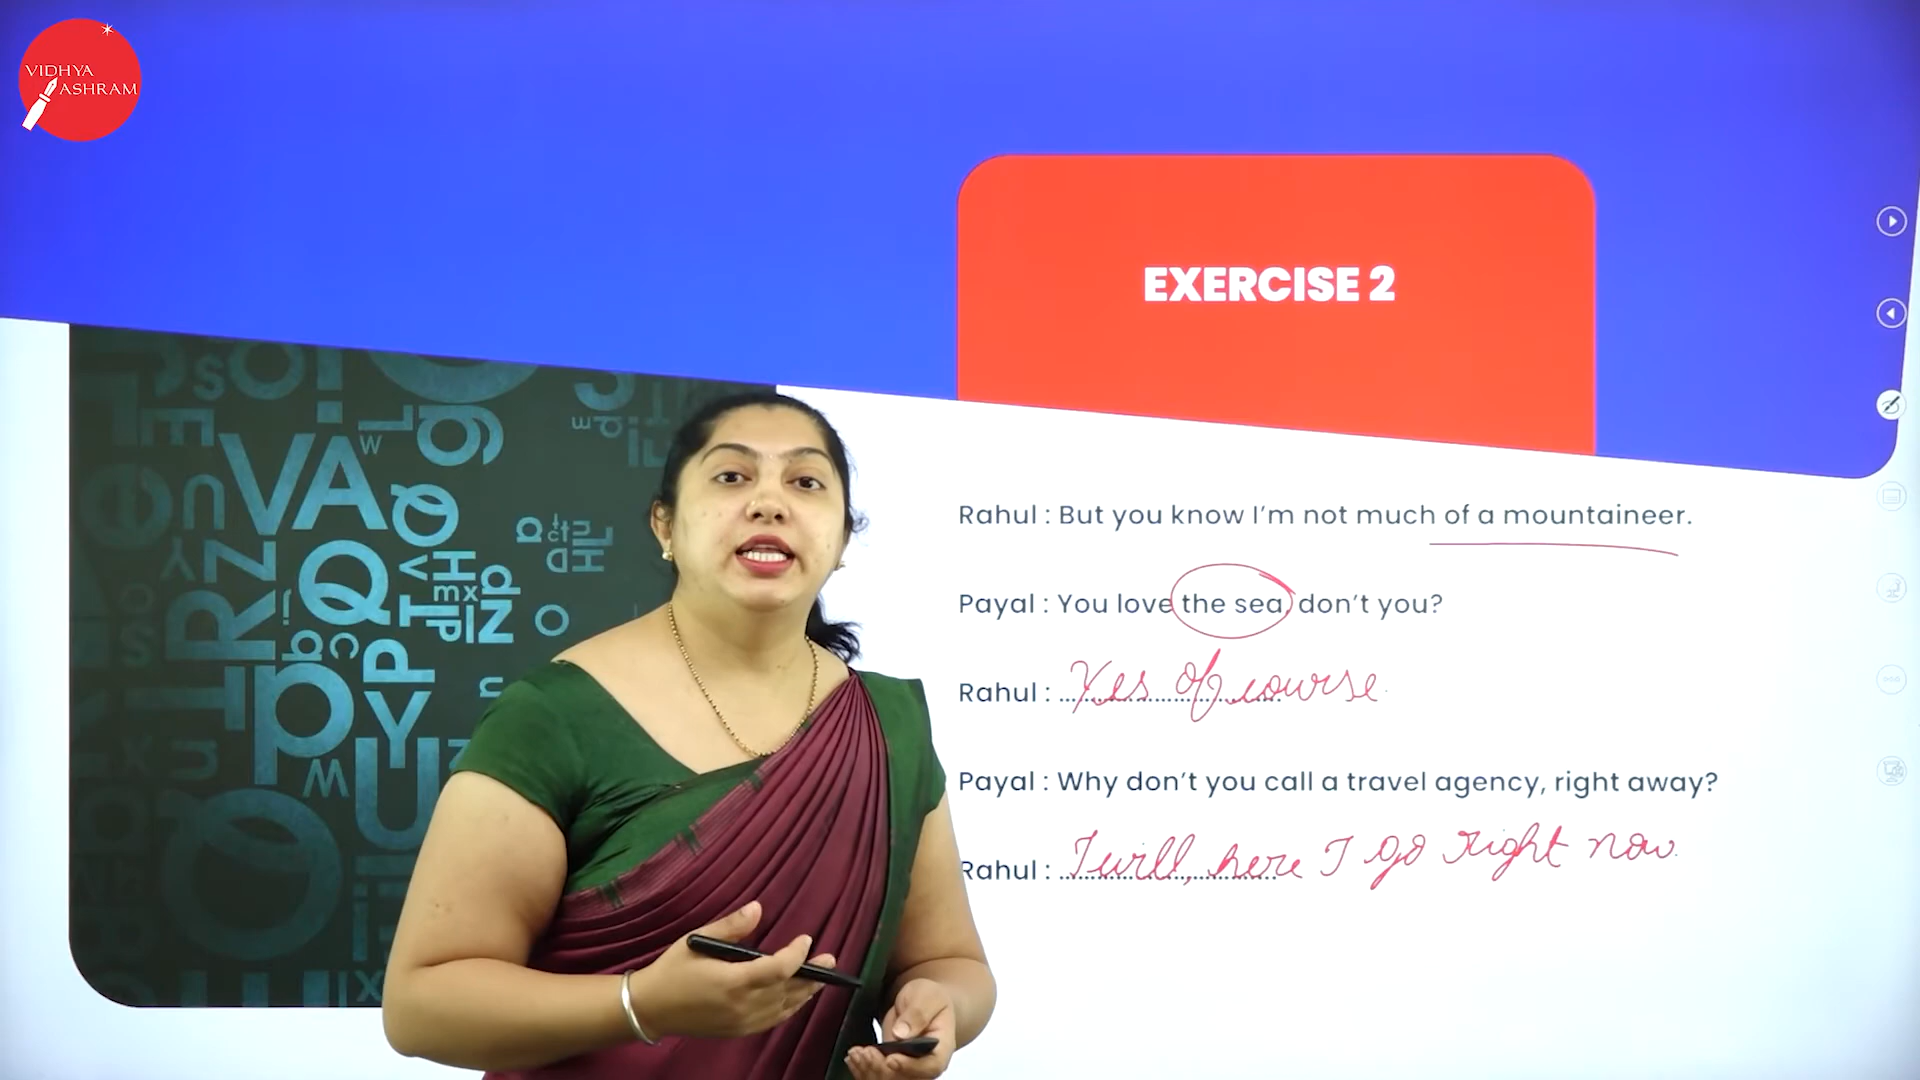 VIDHYA
ASHRAM
EXERCISE 2
Rahul : But you know I'm not much of a mountaineer.
Payal : You love the sea, don't you?
Rahul : Yes of course.
Payal : Why don't you call a travel agency, right away?
Rahul : I will, here I go right now.